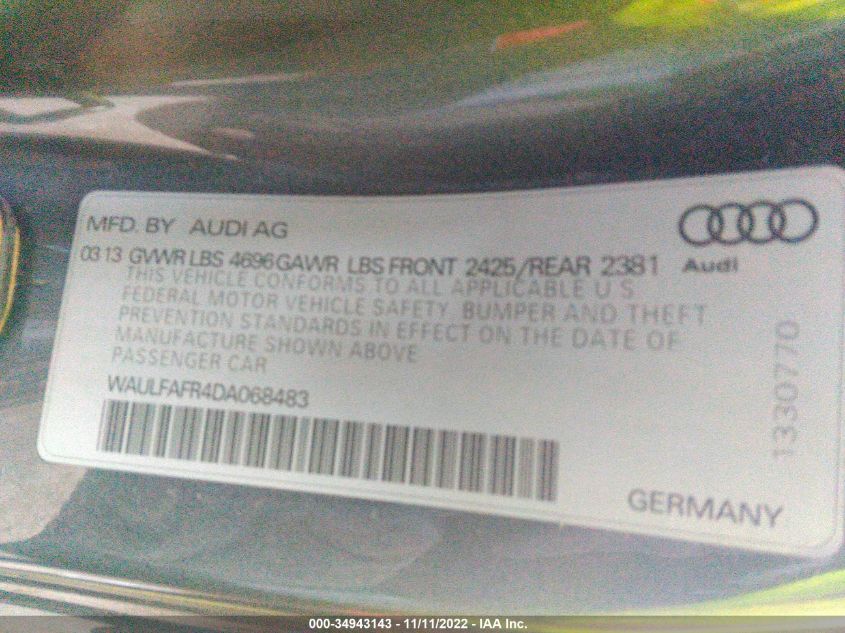 MFD. BY AUDI AG
03 13 GVWR LBS 4696 GAWR LBS FRONT 2425/REAR 2381
Audi
THIS VEHICLE CONFORMS TO ALL APPLICABLE U S
FEDERAL MOTOR VEHICLE SAFETY, BUMPER AND THEFT
PREVENTION STANDARDS IN EFFECT ON THE DATE OF
MANUFACTURE SHOWN ABOVE
PASSENGER CAR
WAULFAFR4DA068483
1330770
GERMANY
000-34943143 - 11/11/2022 - IAA Inc.